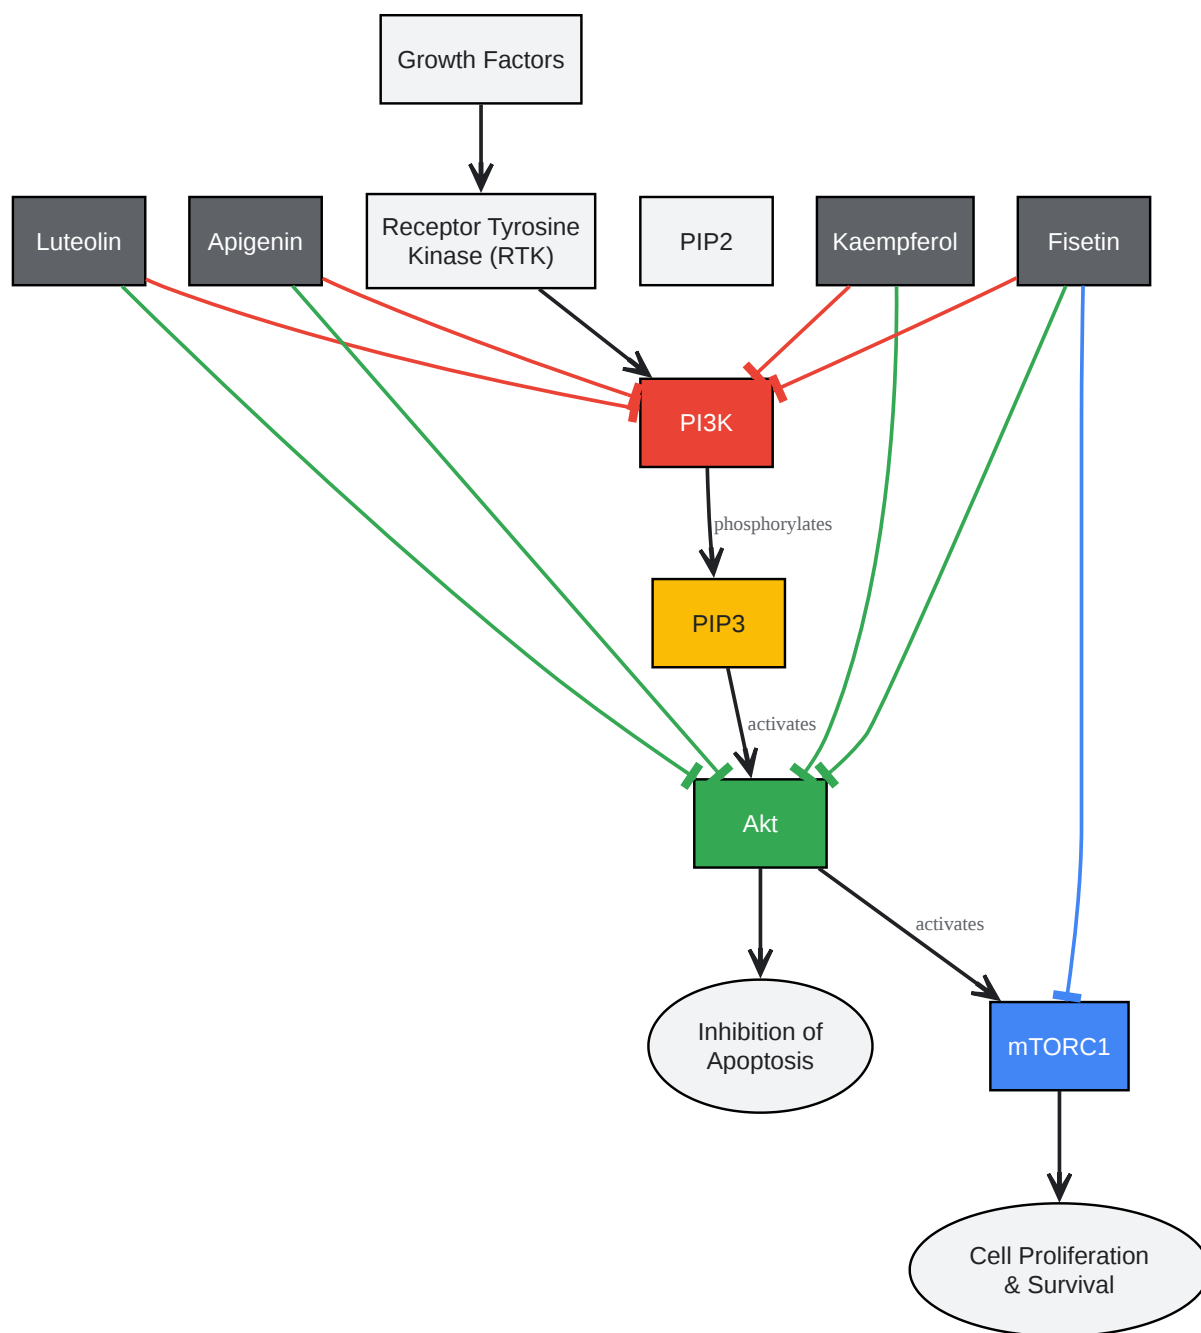 Growth Factors
Luteolin
Apigenin
Receptor Tyrosine
Kinase (RTK)
PIP2
Kaempferol
Fisetin
PI3K
phosphorylates
PIP3
activates
Akt
activates
Inhibition of
Apoptosis
mTORC1
Cell Proliferation
& Survival